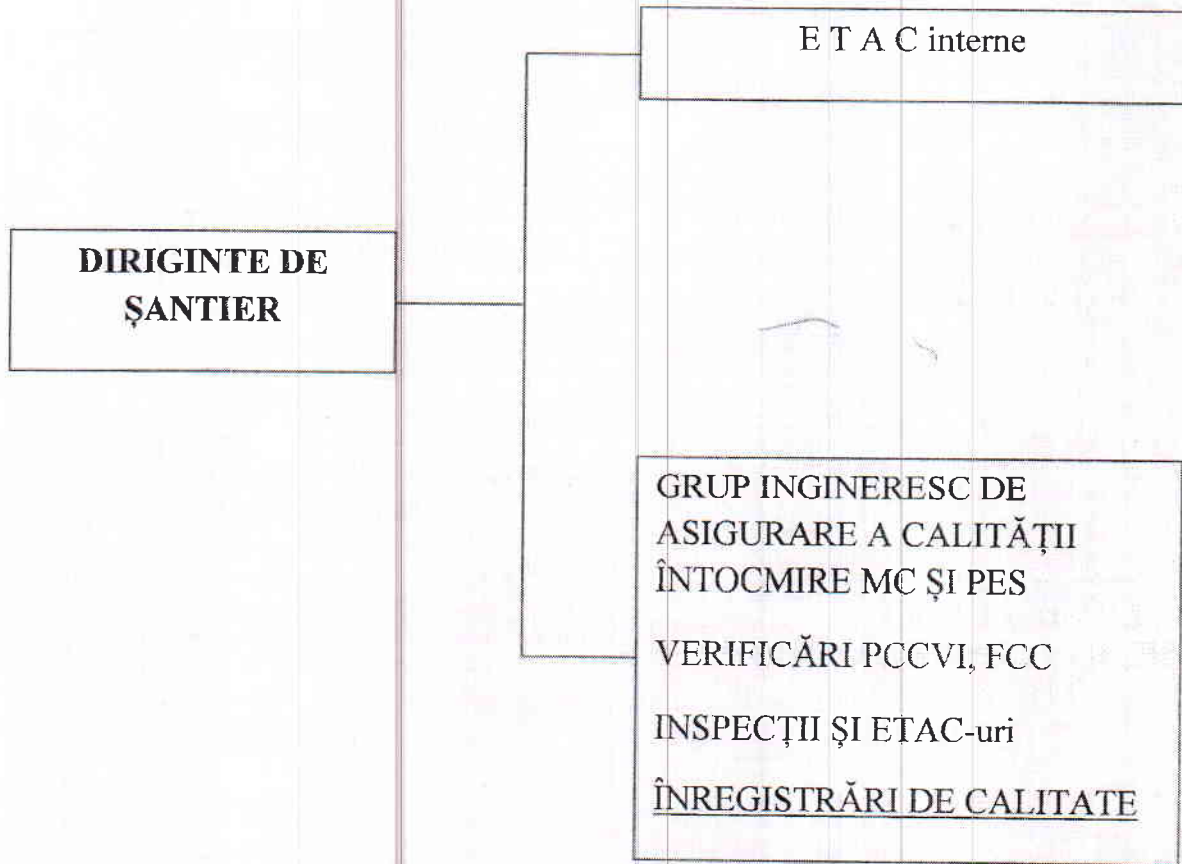 E T A C interne
DIRIGINTE DE
ȘANTIER
GRUP INGINERESC DE
ASIGURARE A CALITĂȚII
ÎNTOCMIRE MC ȘI PES
VERIFICĂRI PCCVI, FCC
INSPECȚII ȘI ETAC-uri
ÎNREGISTRĂRI DE CALITATE